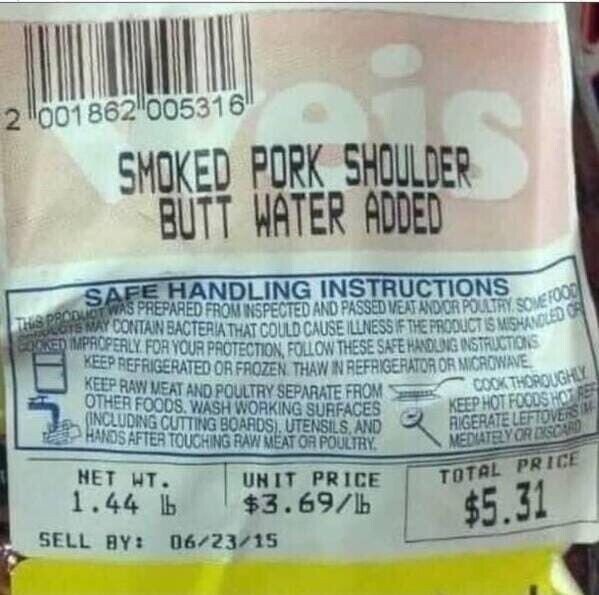 weis
2 001862 005316
SMOKED PORK SHOULDER
BUTT WATER ADDED
SAFE HANDLING INSTRUCTIONS
THIS PRODUCT WAS PREPARED FROM INSPECTED AND PASSED MEAT AND/OR POULTRY. SOME FOOD
PRODUCTS MAY CONTAIN BACTERIA THAT COULD CAUSE ILLNESS IF THE PRODUCT IS MISHANDLED OR
COOKED IMPROPERLY. FOR YOUR PROTECTION, FOLLOW THESE SAFE HANDLING INSTRUCTIONS
KEEP REFRIGERATED OR FROZEN. THAW IN REFRIGERATOR OR MICROWAVE.
KEEP RAW MEAT AND POULTRY SEPARATE FROM
OTHER FOODS. WASH WORKING SURFACES
(INCLUDING CUTTING BOARDS), UTENSILS, AND
HANDS AFTER TOUCHING RAW MEAT OR POULTRY.
COOK THOROUGHLY.
KEEP HOT FOODS HOT. REF
RIGERATE LEFTOVERS IM-
MEDIATELY OR DISCARD
NET WT.
1.44 lb
UNIT PRICE
$3.69/lb
TOTAL PRICE
$5.31
SELL BY: 06/23/15